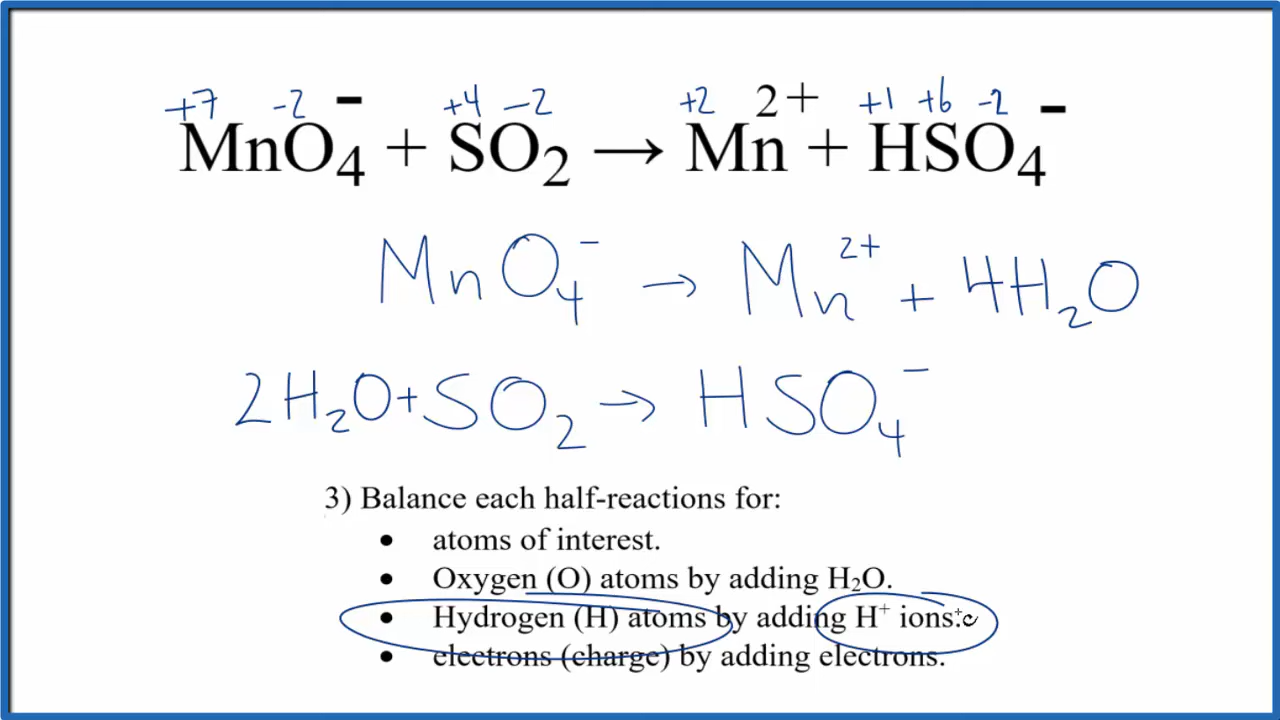 +7 -2 +4 -2 +2 +1 +6 -2
MnO₄⁻ + SO₂ → Mn²⁺ + HSO₄⁻
MnO₄⁻ → Mn²⁺ + 4H₂O
2H₂O + SO₂ → HSO₄⁻
3) Balance each half-reactions for:
• atoms of interest.
• Oxygen (O) atoms by adding H₂O.
• Hydrogen (H) atoms by adding H⁺ ions.
• electrons (charge) by adding electrons.